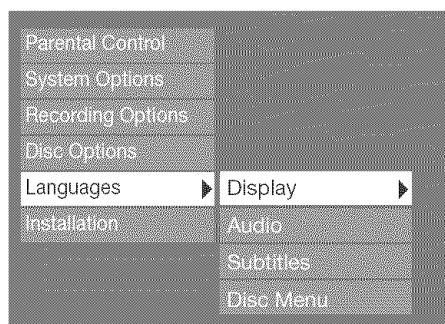 Parental Control
System Options
Recording Options
Disc Options
Languages
Installation
Display
Audio
Subtitles
Disc Menu